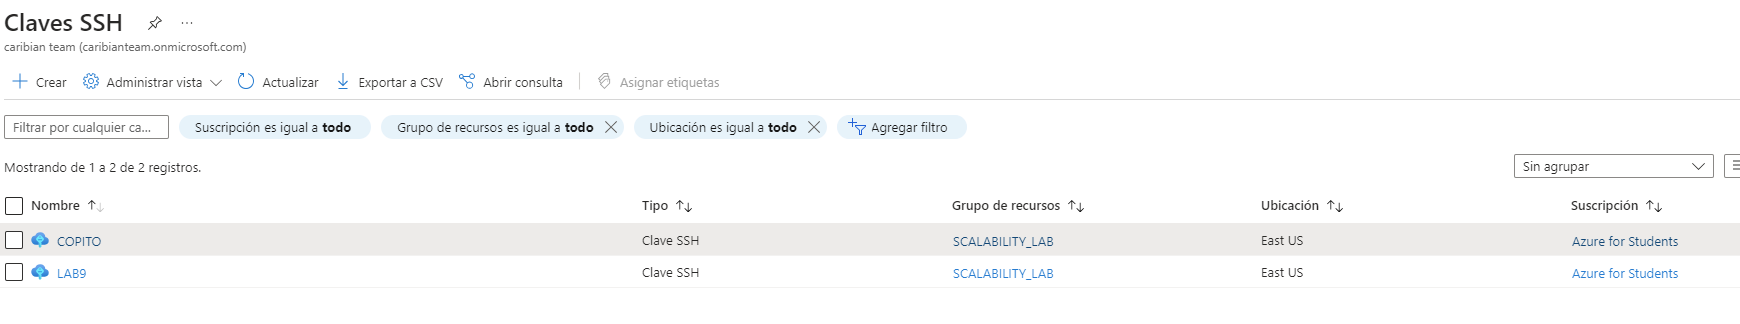 Claves SSH
caribian team (caribianteam.onmicrosoft.com)
Crear Administrar vista Actualizar Exportar a CSV Abrir consulta Asignar etiquetas
Filtrar por cualquier ca... Suscripción es igual a todo Grupo de recursos es igual a todo Ubicación es igual a todo Agregar filtro
Mostrando de 1 a 2 de 2 registros. Sin agrupar
Nombre Tipo Grupo de recursos Ubicación Suscripción
COPITO Clave SSH SCALABILITY_LAB East US Azure for Students
LAB9 Clave SSH SCALABILITY_LAB East US Azure for Students